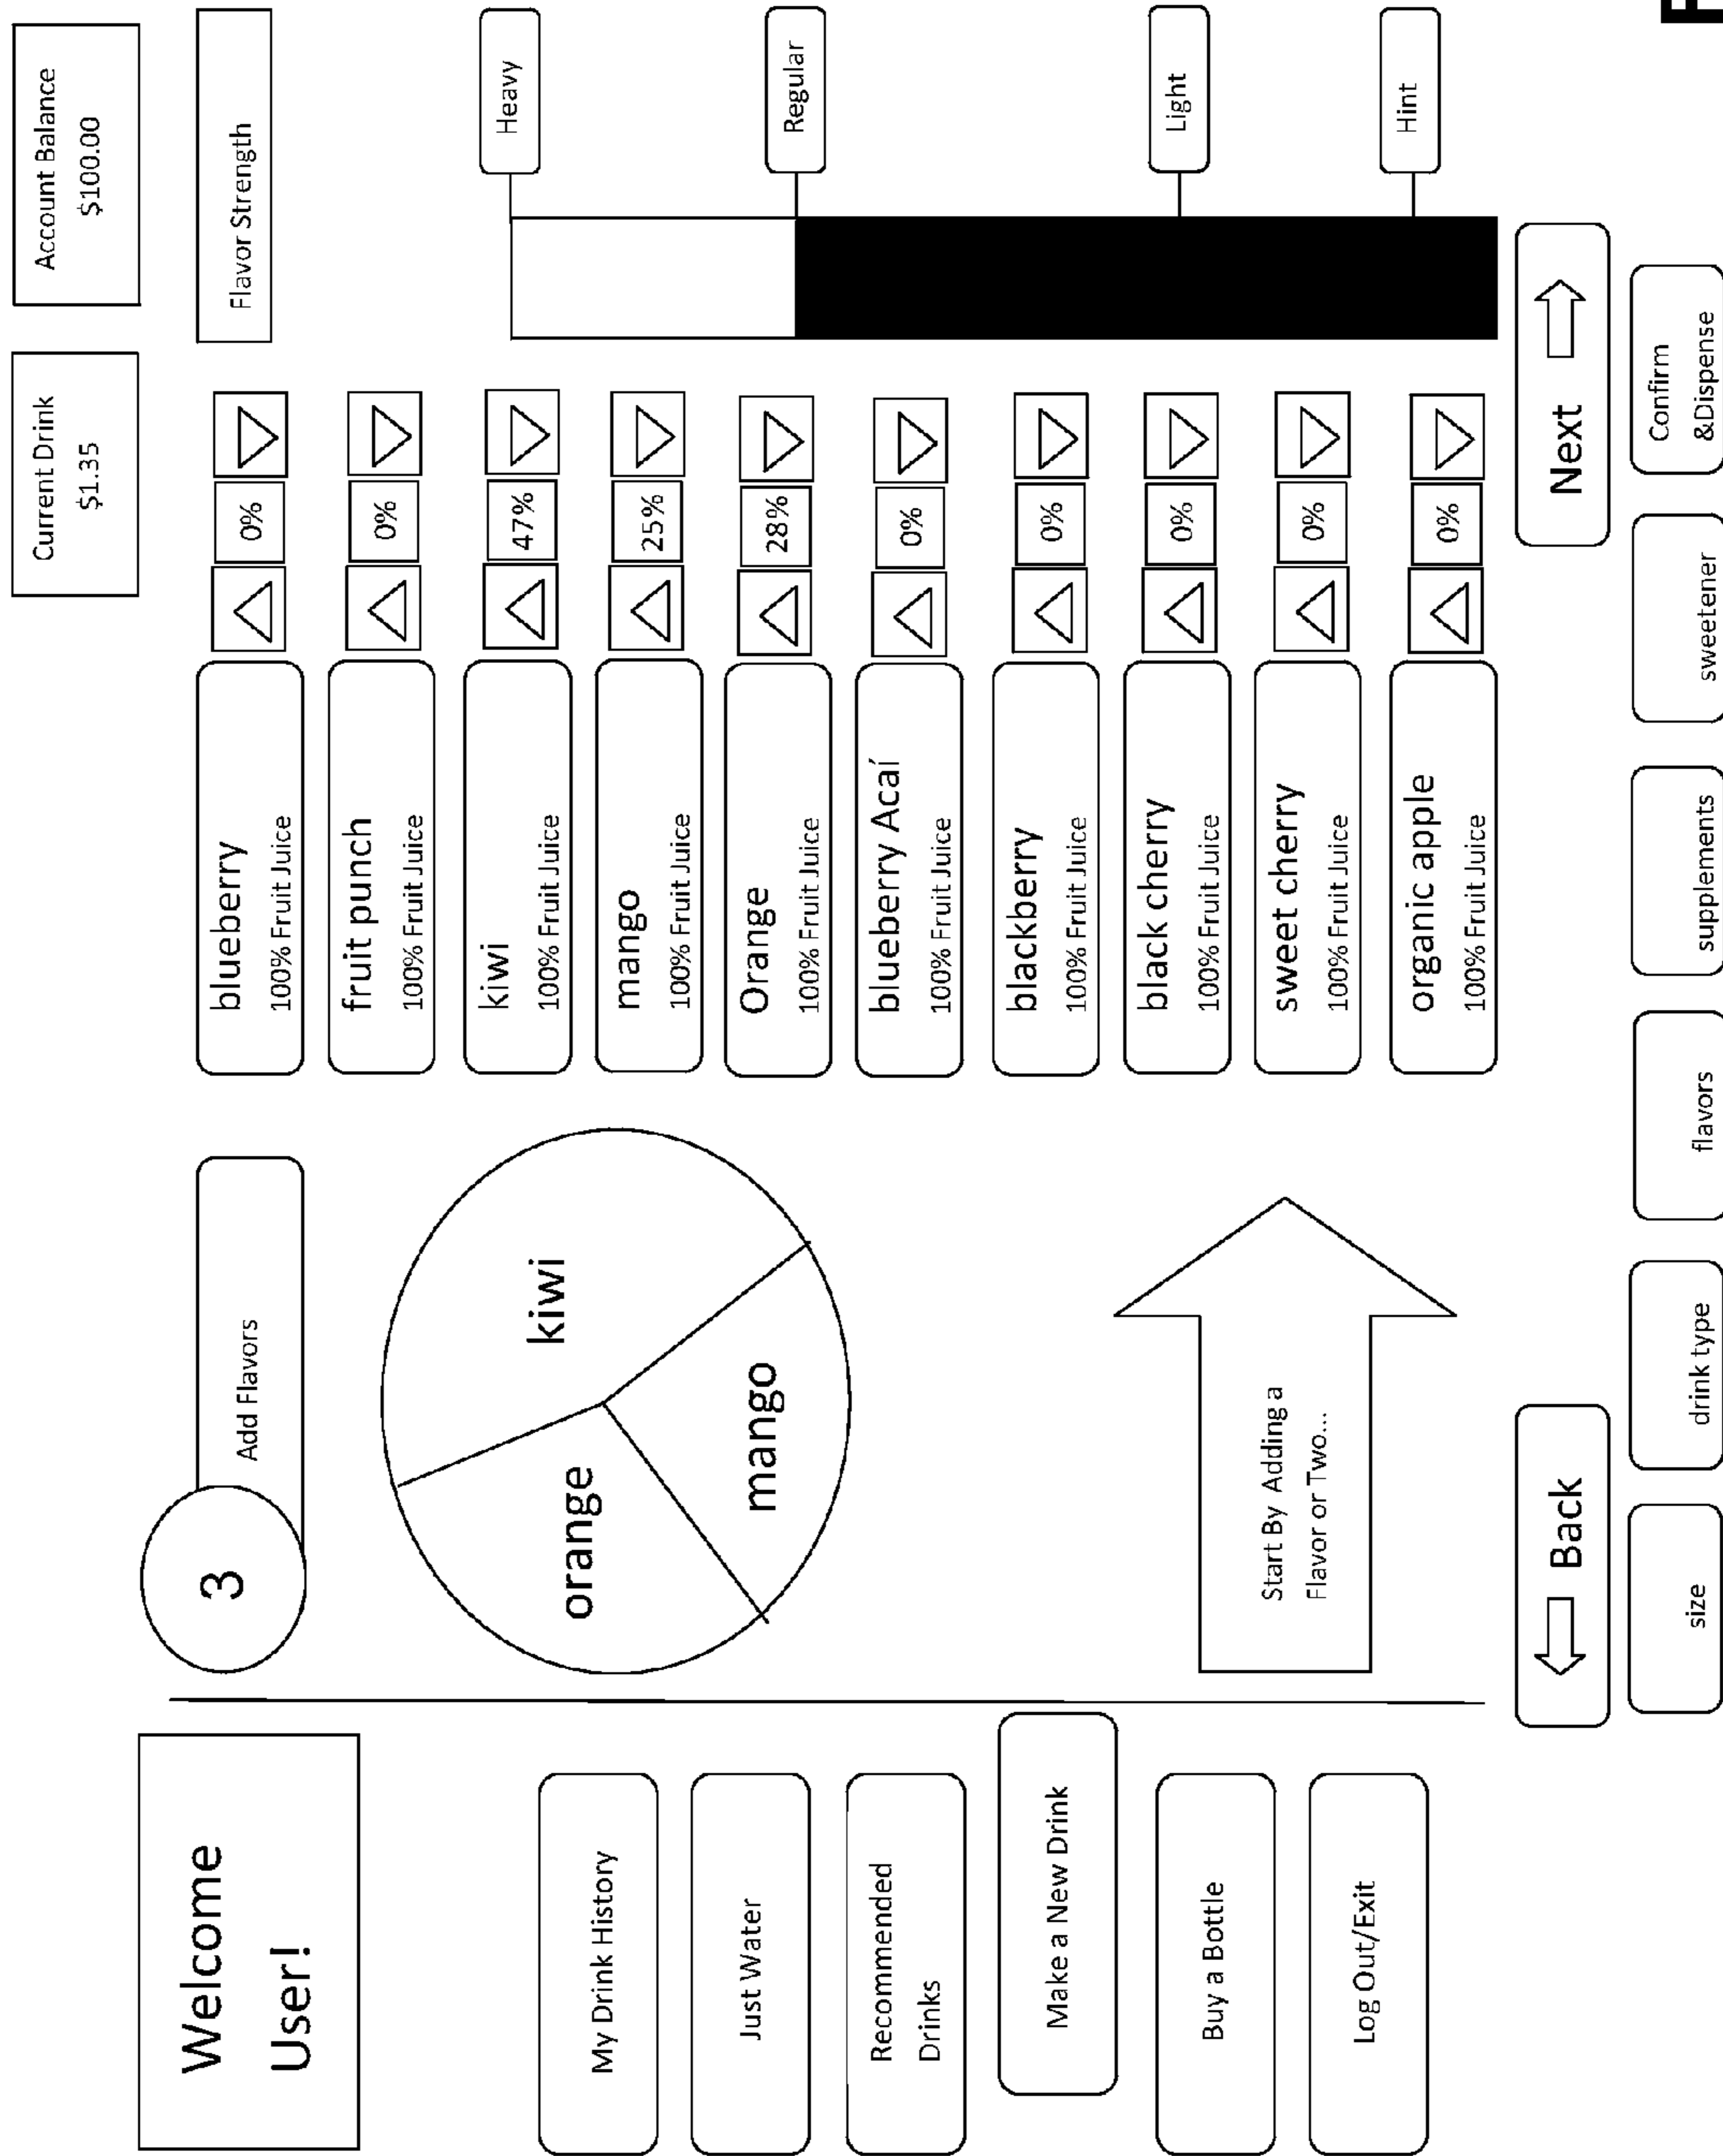 Current Drink
$1.35
Account Balance
$100.00
Welcome
User!
My Drink History
Just Water
Recommended
Drinks
Make a New Drink
Buy a Bottle
Log Out/Exit
3
Add Flavors
kiwi
orange
mango
Start By Adding a
Flavor or Two...
blueberry
100% Fruit Juice
0%
fruit punch
100% Fruit Juice
0%
kiwi
100% Fruit Juice
47%
mango
100% Fruit Juice
25%
Orange
100% Fruit Juice
28%
blueberry Acaí
100% Fruit Juice
0%
blackberry
100% Fruit Juice
0%
black cherry
100% Fruit Juice
0%
sweet cherry
100% Fruit Juice
0%
organic apple
100% Fruit Juice
0%
Flavor Strength
Heavy
Regular
Light
Hint
Back
Next
size
drink type
flavors
supplements
sweetener
Confirm
&Dispense